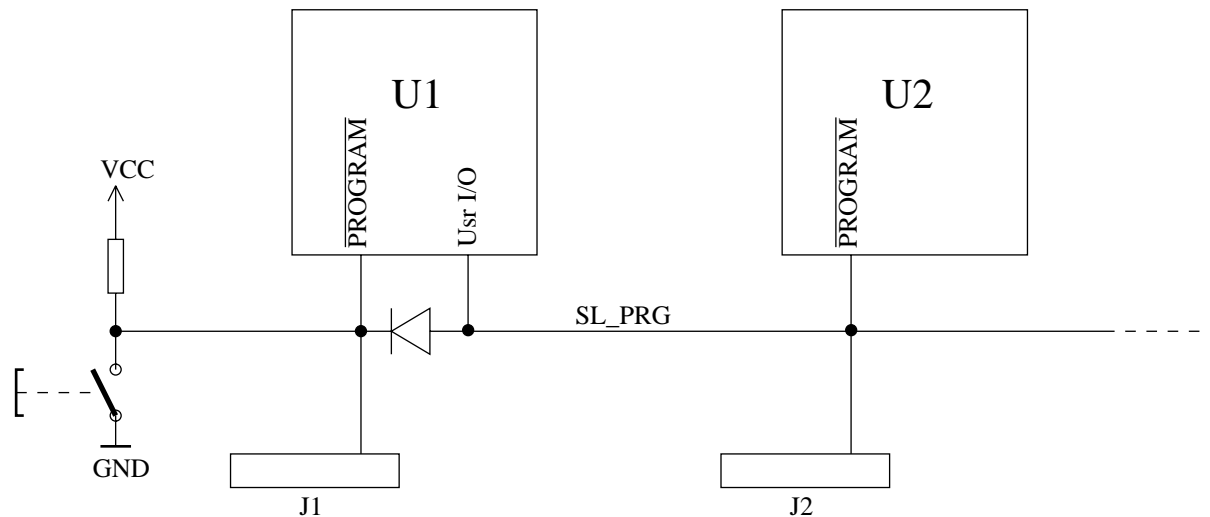 U1
U2
PROGRAM
Usr I/O
PROGRAM
VCC
SL_PRG
GND
J1
J2